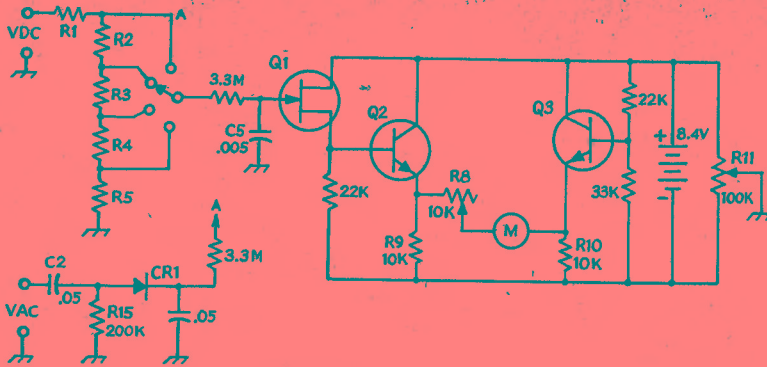 A
VDC
R1
R2
R3
R4
R5
3.3M
C5
.005
Q1
Q2
22K
R8
10K
R9
10K
M
Q3
R10
10K
22K
33K
+
8.4V
-
R11
100K
A
3.3M
C2
.05
CR1
VAC
R15
200K
.05